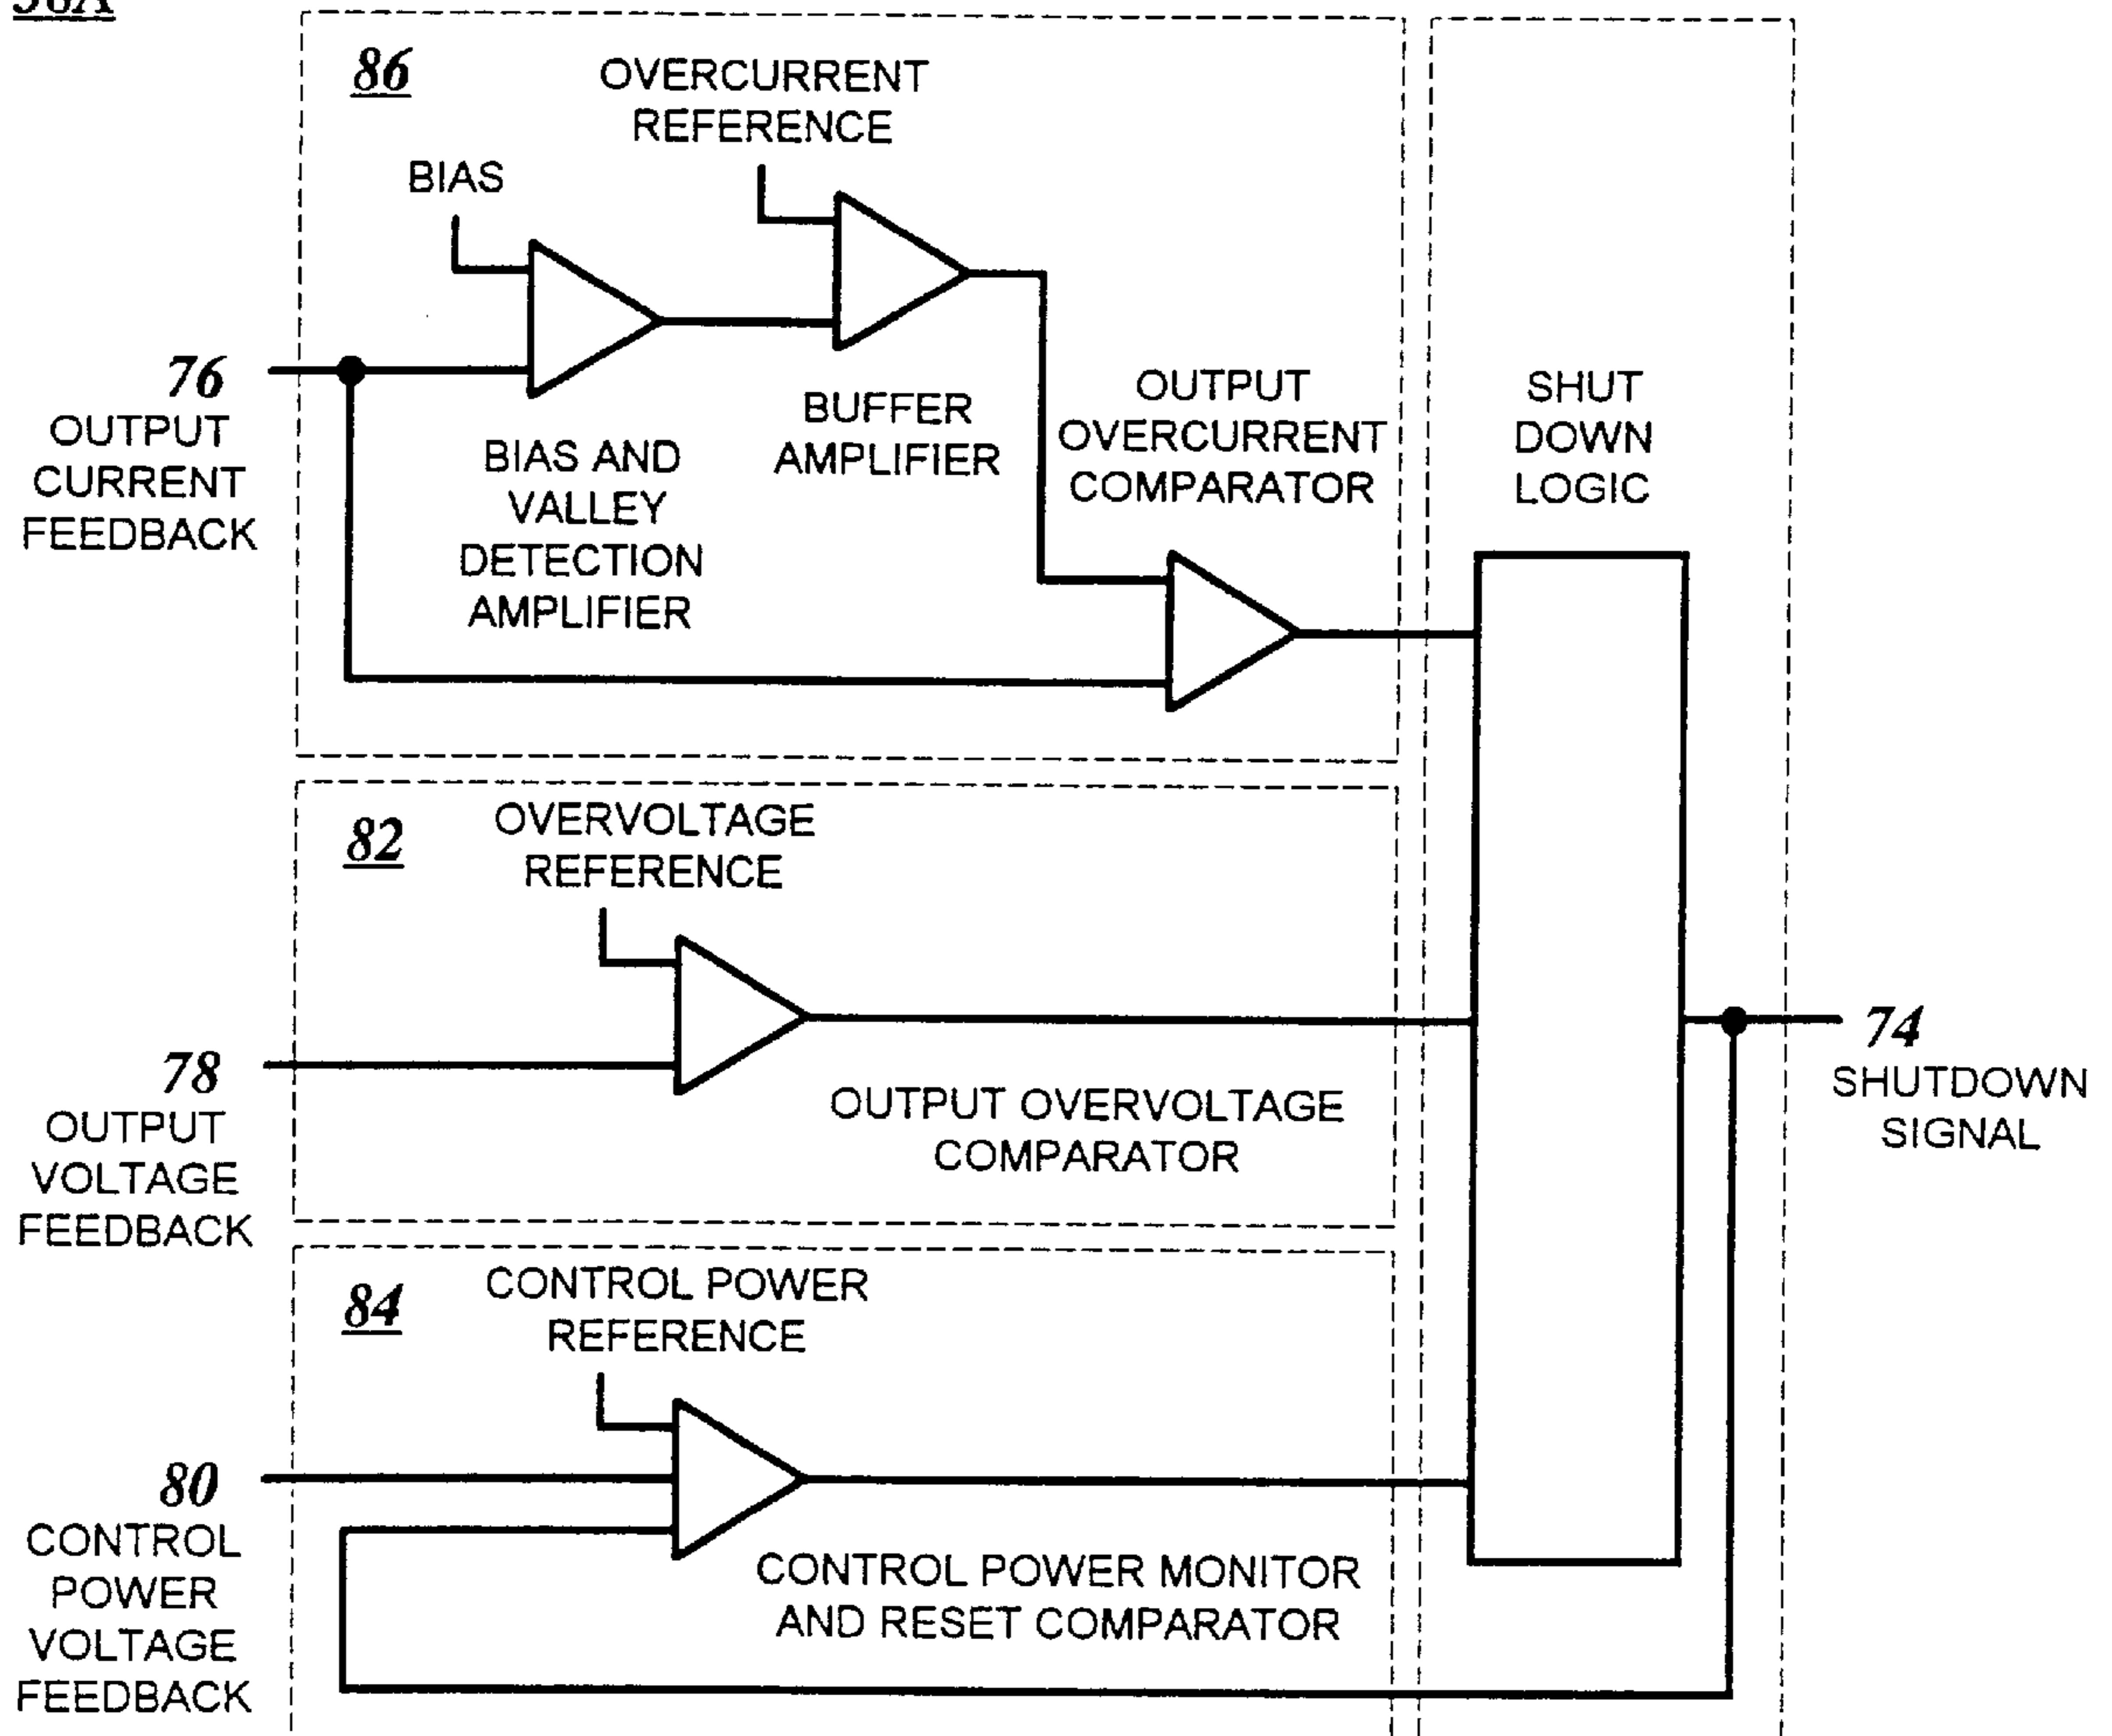 86
OVERCURRENT
REFERENCE
BIAS
76
OUTPUT
CURRENT
FEEDBACK
BIAS AND
VALLEY
DETECTION
AMPLIFIER
BUFFER
AMPLIFIER
OUTPUT
OVERCURRENT
COMPARATOR
SHUT
DOWN
LOGIC
82
OVERVOLTAGE
REFERENCE
78
OUTPUT
VOLTAGE
FEEDBACK
OUTPUT OVERVOLTAGE
COMPARATOR
74
SHUTDOWN
SIGNAL
84
CONTROL POWER
REFERENCE
80
CONTROL
POWER
VOLTAGE
FEEDBACK
CONTROL POWER MONITOR
AND RESET COMPARATOR